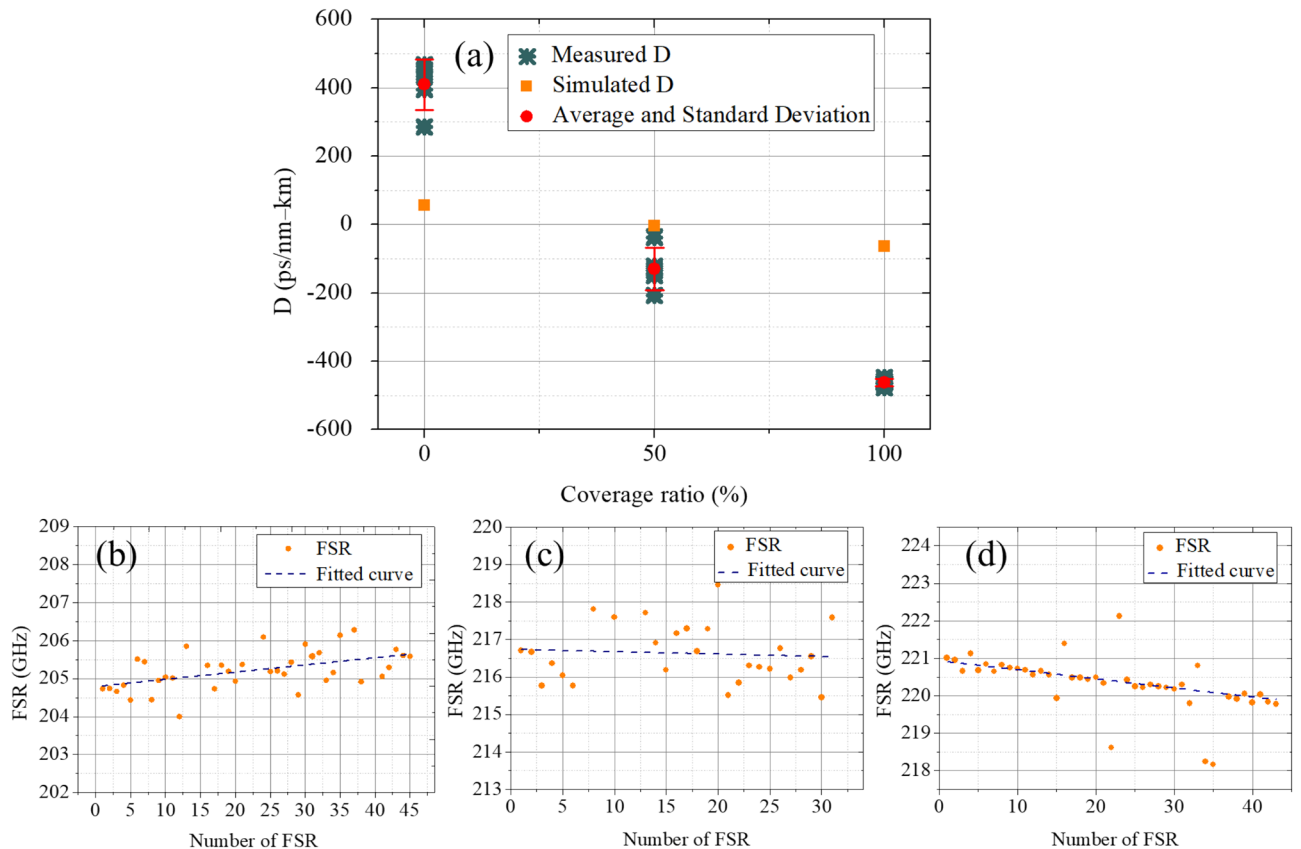 (a)
Measured D
Simulated D
Average and Standard Deviation
D (ps/nm–km)
600
400
200
0
-200
-400
-600
0 50 100
Coverage ratio (%)
(b)
FSR
Fitted curve
FSR (GHz)
209
208
207
206
205
204
203
202
0 5 10 15 20 25 30 35 40 45
Number of FSR
(c)
FSR
Fitted curve
FSR (GHz)
220
219
218
217
216
215
214
213
0 5 10 15 20 25 30
Number of FSR
(d)
FSR
Fitted curve
FSR (GHz)
224
223
222
221
220
219
218
0 10 20 30 40
Number of FSR